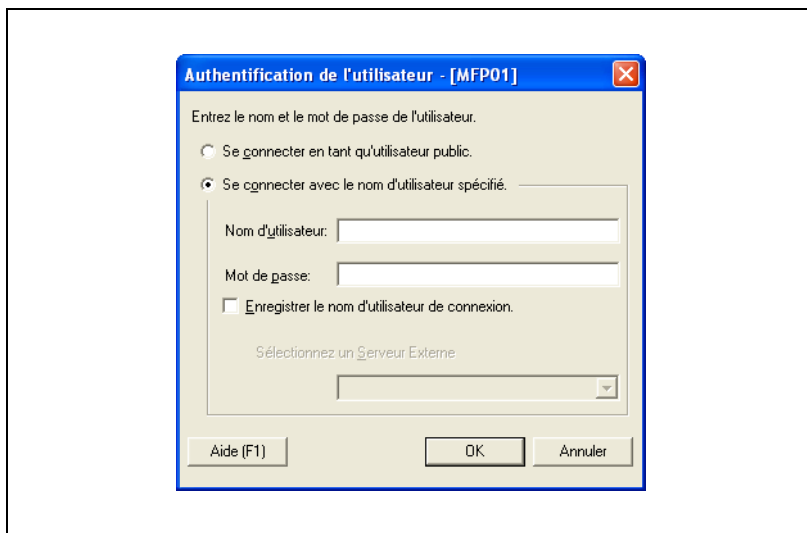 Authentification de l'utilisateur - [MFP01]
Entrez le nom et le mot de passe de l'utilisateur.
Se connecter en tant qu'utilisateur public.
Se connecter avec le nom d'utilisateur spécifié.
Nom d'utilisateur:
Mot de passe:
Enregistrer le nom d'utilisateur de connexion.
Sélectionnez un Serveur Externe
Aide (F1) OK Annuler